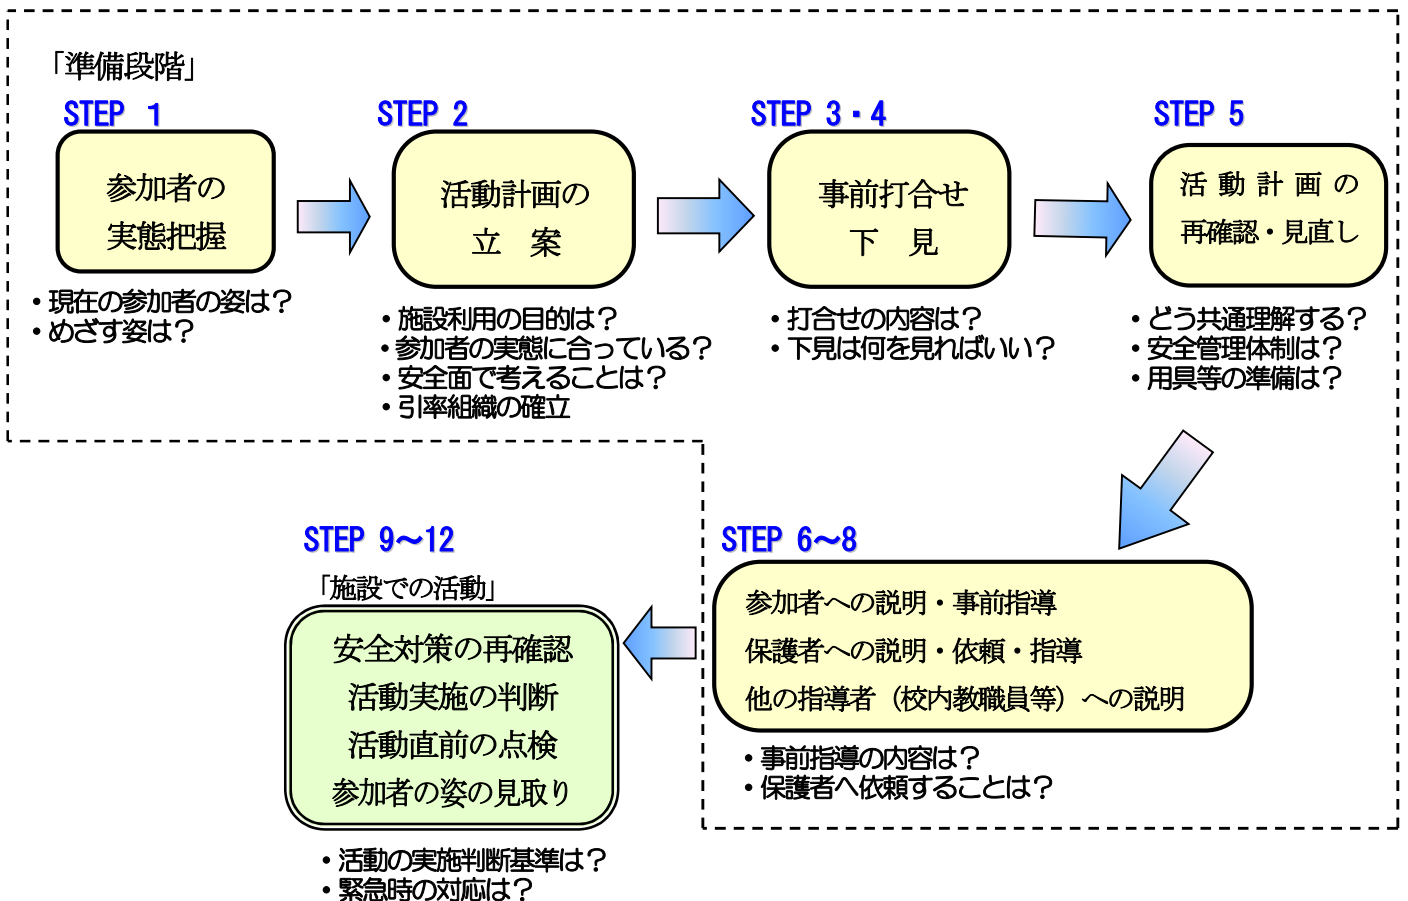 「準備段階」
STEP 1
参加者の
実態把握
・現在の参加者の姿は？
・めざす姿は？
STEP 2
活動計画の
立　案
・施設利用の目的は？
・参加者の実態に合っている？
・安全面で考えることは？
・引率組織の確立
STEP 3・4
事前打合せ
下　見
・打合せの内容は？
・下見は何を見ればいい？
STEP 5
活動計画の
再確認・見直し
・どう共通理解する？
・安全管理体制は？
・用具等の準備は？
STEP 6～8
参加者への説明・事前指導
保護者への説明・依頼・指導
他の指導者（校内教職員等）への説明
・事前指導の内容は？
・保護者へ依頼することは？
STEP 9～12
「施設での活動」
安全対策の再確認
活動実施の判断
活動直前の点検
参加者の姿の見取り
・活動の実施判断基準は？
・緊急時の対応は？